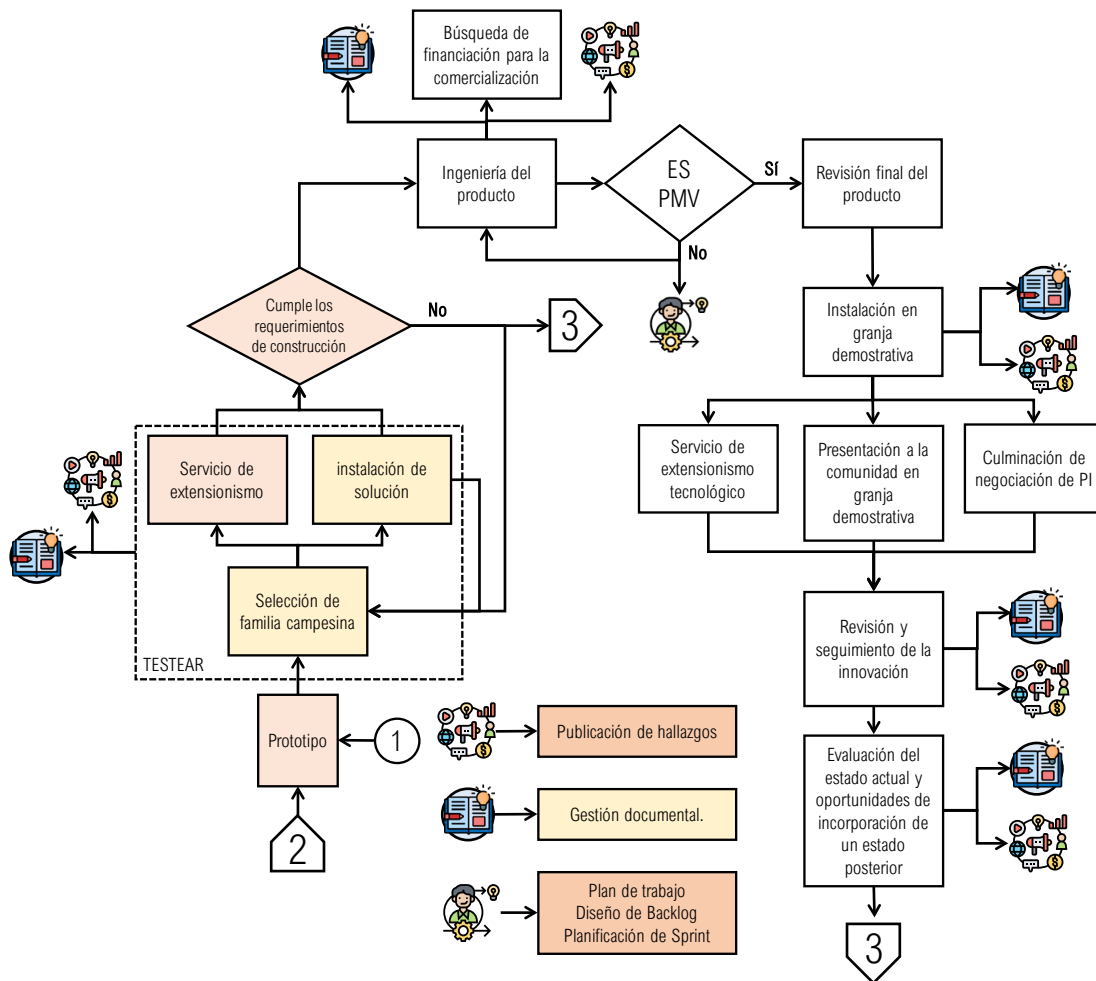 Búsqueda de
financiación para la
comercialización
Ingeniería del
producto
ES
PMV
Sí
No
Revisión final del
producto
Cumple los
requerimientos
de construcción
No
3
Instalación en
granja
demostrativa
Servicio de
extensionismo
instalación de
solución
Servicio de
extensionismo
tecnológico
Presentación a la
comunidad en
granja
demostrativa
Culminación de
negociación de PI
Selección de
familia campesina
TESTEAR
Revisión y
seguimiento de la
innovación
Prototipo
1
2
Publicación de hallazgos
Gestión documental.
Plan de trabajo
Diseño de Backlog
Planificación de Sprint
Evaluación del
estado actual y
oportunidades de
incorporación de
un estado
posterior
3